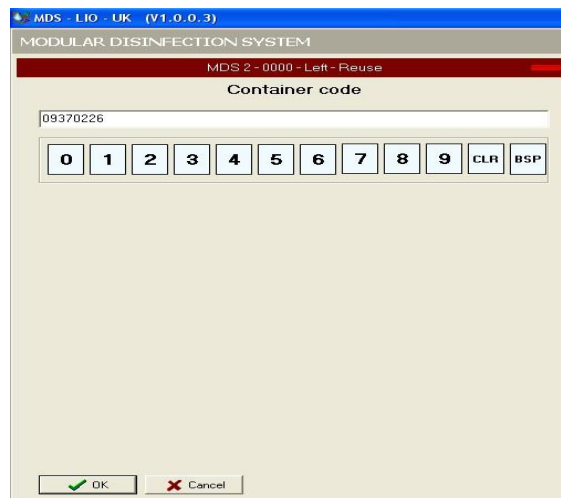 MDS - LIO - UK (V1.0.0.3)
MODULAR DISINFECTION SYSTEM
MDS 2 - 0000 - Left - Reuse
Container code
09370226
0 1 2 3 4 5 6 7 8 9 CLR BSP
OK Cancel